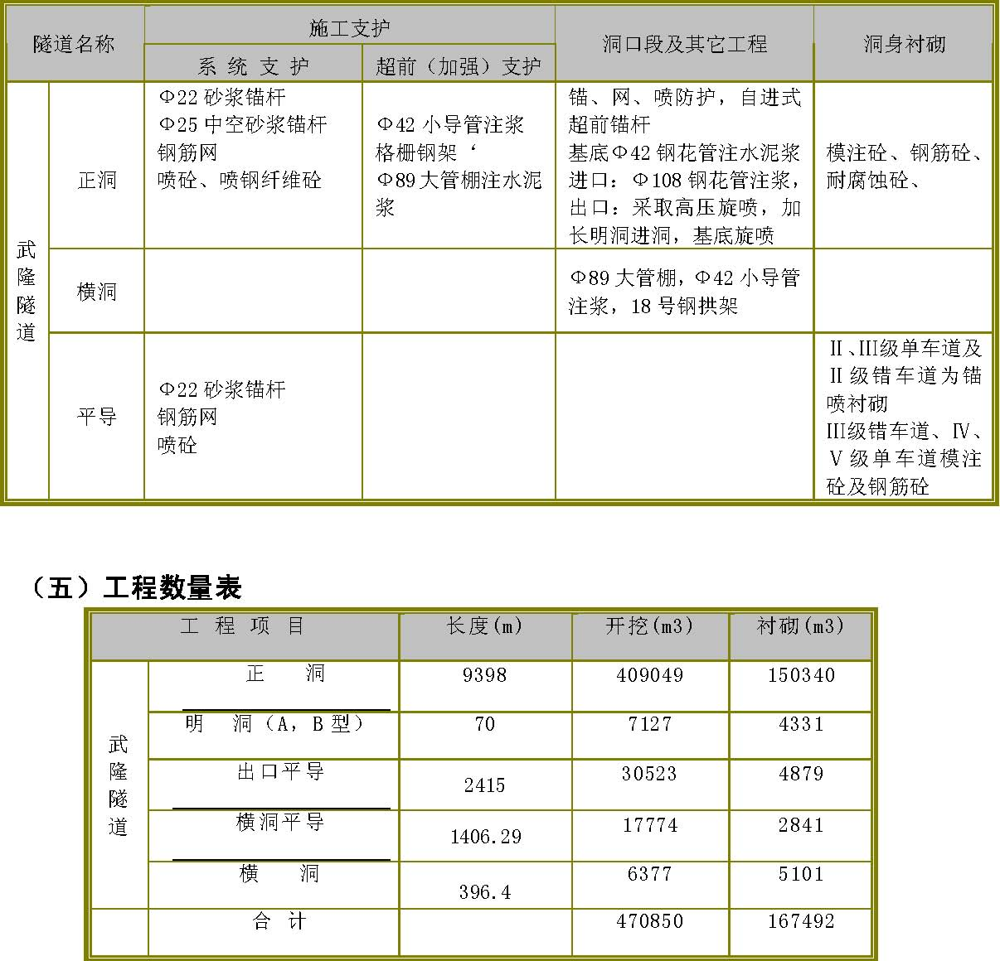 隧道名称
施工支护
系 统 支 护
超前（加强）支护
洞口段及其它工程
洞身衬砌
武
隆
隧
道
正洞
Φ22 砂浆锚杆
Φ25 中空砂浆锚杆
钢筋网
喷砼、喷钢纤维砼
Φ42 小导管注浆
格栅钢架‘
Φ89 大管棚注水泥
浆
锚、网、喷防护，自进式
超前锚杆
基底Φ42 钢花管注水泥浆
进口：Φ108 钢花管注浆，
出口：采取高压旋喷，加
长明洞进洞，基底旋喷
模注砼、钢筋砼、
耐腐蚀砼、
横洞
Φ89 大管棚，Φ42 小导管
注浆，18 号钢拱架
平导
Φ22 砂浆锚杆
钢筋网
喷砼
Ⅱ、Ⅲ级单车道及
Ⅱ级错车道为锚
喷衬砌
Ⅲ级错车道、Ⅳ、
Ⅴ级单车道模注
砼及钢筋砼
（五）工程数量表
工 程 项 目 长度(m) 开挖(m3) 衬砌(m3)
武
隆
隧
道
正 洞 9398 409049 150340
明 洞（A，B 型） 70 7127 4331
出口平导 2415 30523 4879
横洞平导 1406.29 17774 2841
横 洞 396.4 6377 5101
合 计 470850 167492